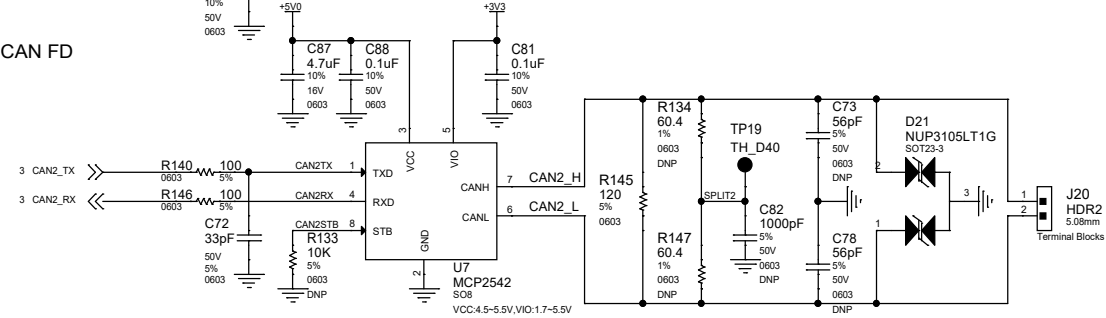 10%
50V
0603
+5V0
+3V3
CAN FD
C87
4.7uF
10%
16V
0603
C88
0.1uF
10%
50V
0603
C81
0.1uF
10%
50V
0603
3 CAN2_TX
R140
0603
100
5%
CAN2TX
3 CAN2_RX
R146
0603
100
5%
CAN2RX
C72
33pF
50V
5%
0603
CAN2STB
R133
10K
5%
0603
DNP
3
5
VCC
VIO
1
TXD
4
RXD
8
STB
GND
2
CANH
7
CAN2_H
CANL
6
CAN2_L
U7
MCP2542
SO8
VCC:4.5~5.5V,VIO:1.7~5.5V
R145
120
5%
0603
R134
60.4
1%
0603
DNP
SPLIT2
R147
60.4
1%
0603
DNP
TP19
TH_D40
C82
1000pF
5%
50V
0603
DNP
C73
56pF
5%
50V
0603
DNP
C78
56pF
5%
50V
0603
DNP
D21
NUP3105LT1G
SOT23-3
2
1
3
1
2
J20
HDR2
5.08mm
Terminal Blocks